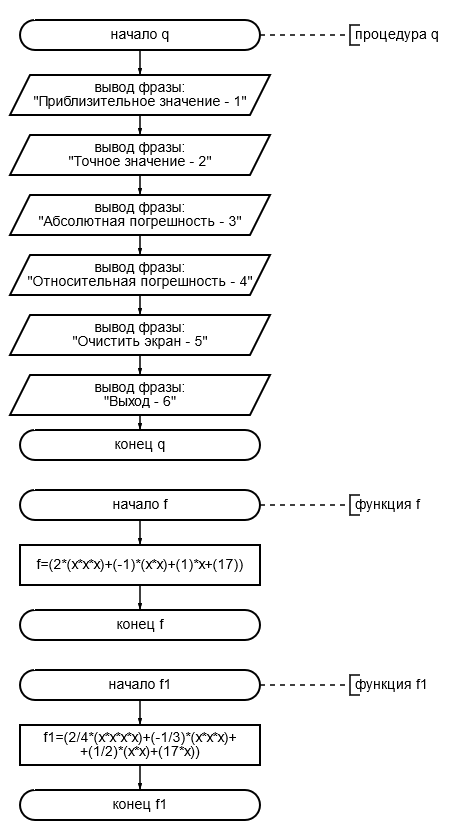 начало q
процедура q
вывод фразы:
"Приблизительное значение - 1"
вывод фразы:
"Точное значение - 2"
вывод фразы:
"Абсолютная погрешность - 3"
вывод фразы:
"Относительная погрешность - 4"
вывод фразы:
"Очистить экран - 5"
вывод фразы:
"Выход - 6"
конец q
начало f
функция f
f=(2*(x*x*x)+(-1)*(x*x)+(1)*x+(17))
конец f
начало f1
функция f1
f1=(2/4*(x*x*x*x)+(-1/3)*(x*x*x)+
+(1/2)*(x*x)+(17*x))
конец f1